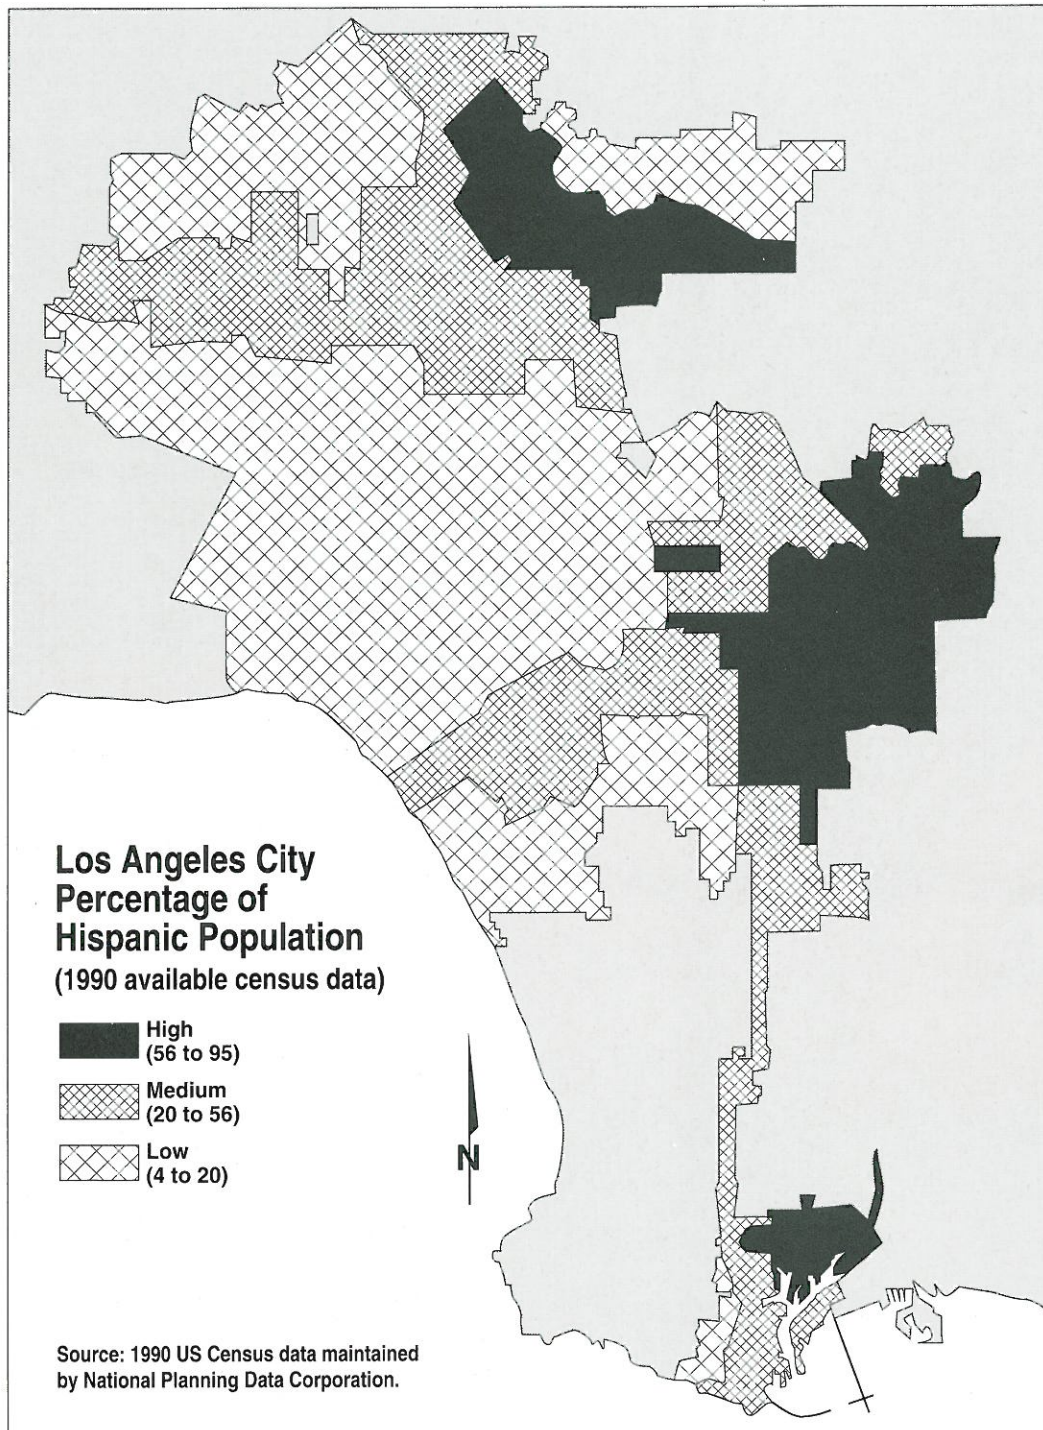 Los Angeles City
Percentage of
Hispanic Population
(1990 available census data)
High
(56 to 95)
Medium
(20 to 56)
Low
(4 to 20)
N
Source: 1990 US Census data maintained
by National Planning Data Corporation.